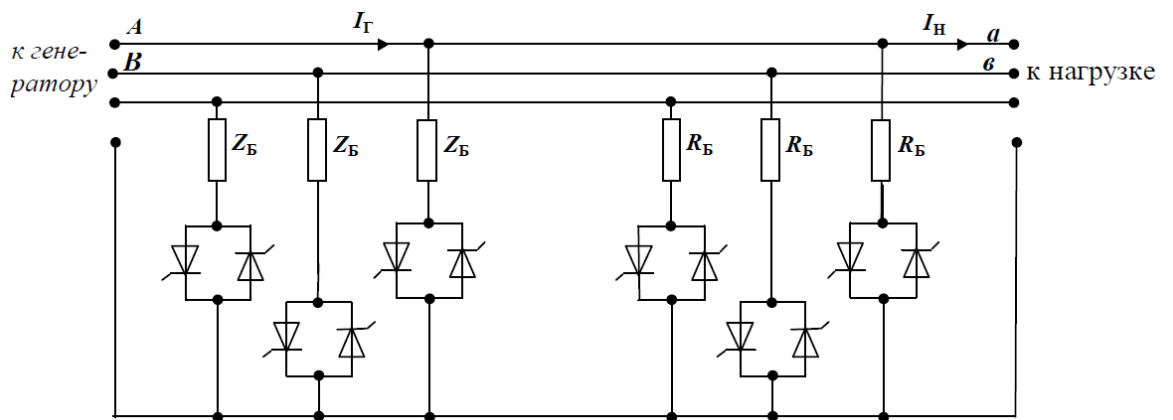 A I_Г I_Н а
к гене-
ратору
B в к нагрузке
Z_Б Z_Б Z_Б R_Б R_Б R_Б